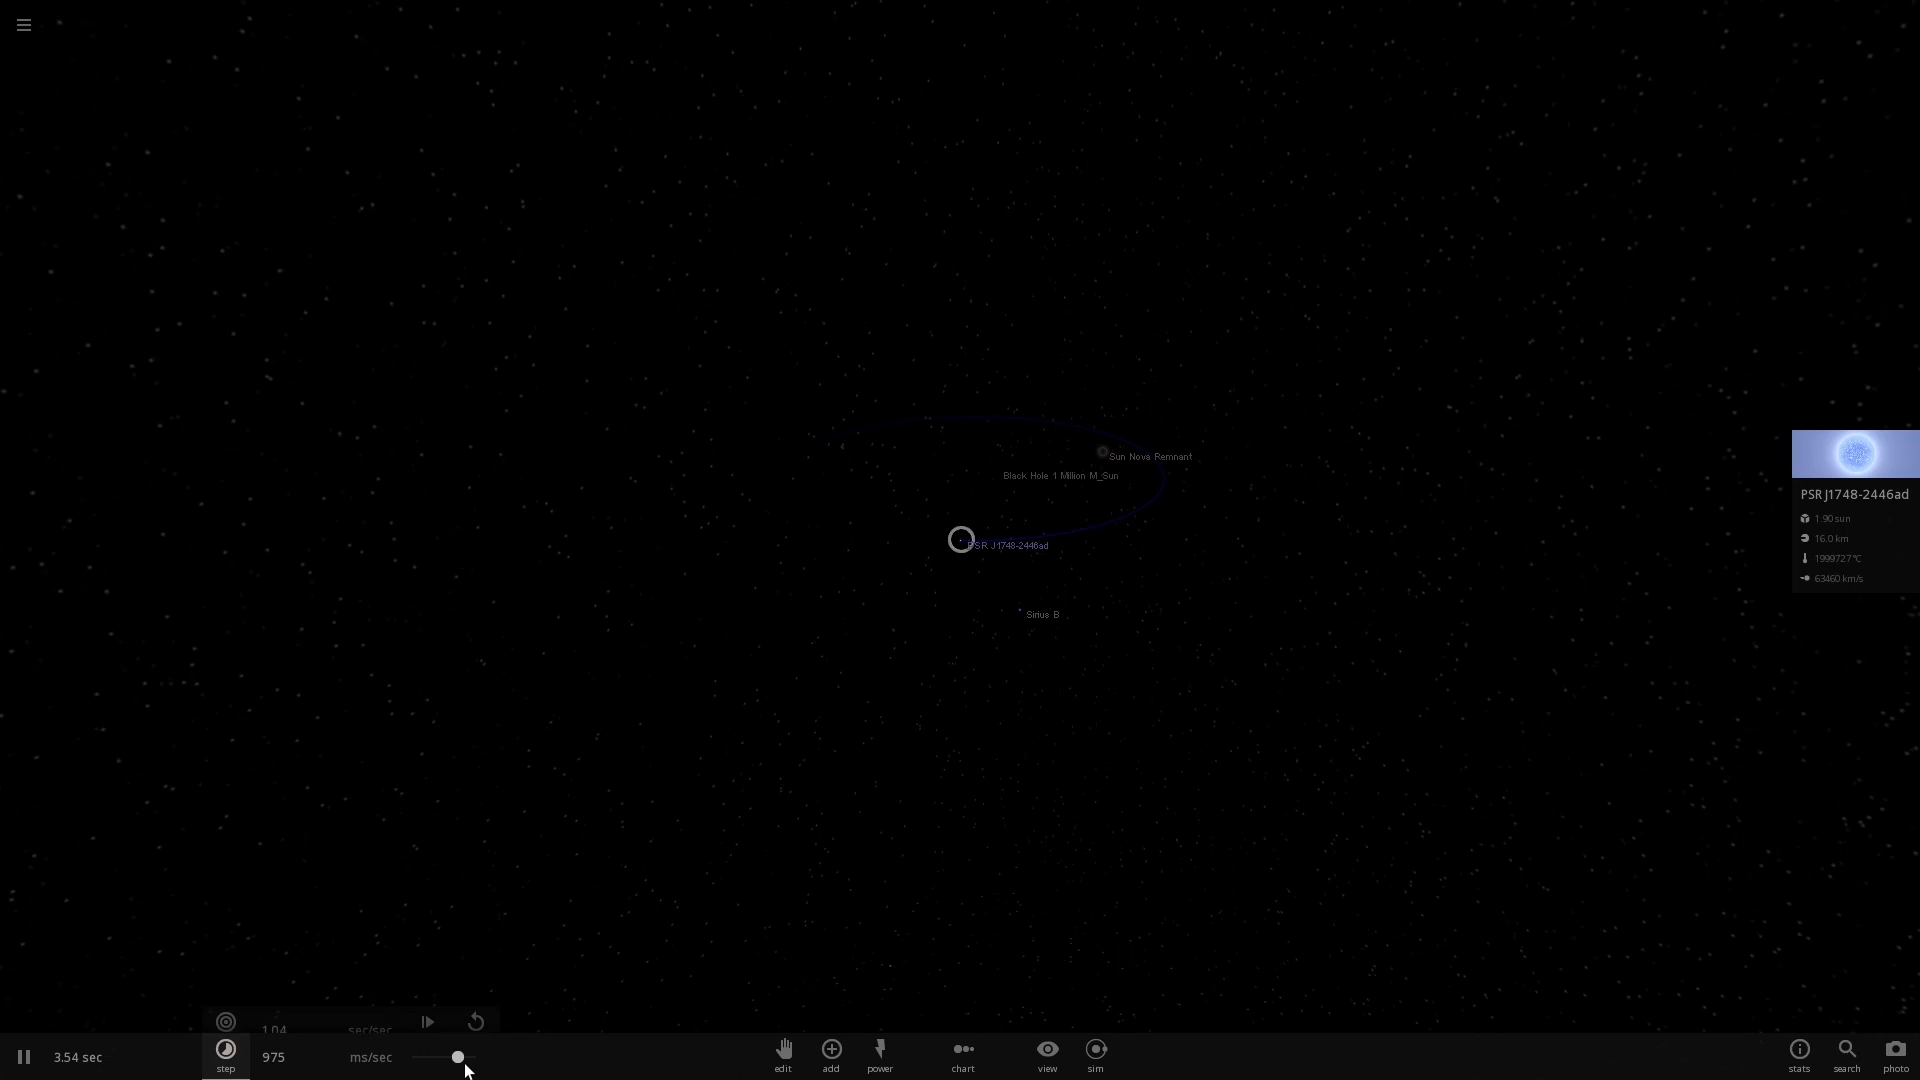 Sun Nova Remnant
Black Hole 1 Million M_Sun
PSR J1748-2446ad
PSR J1748-2446ad
1.90 sun
16.0 km
1999727 °C
63460 km/s
Sirius B
1.04 sec/sec
3.54 sec
step
975 ms/sec
edit
add
power
chart
view
sim
stats
search
photo